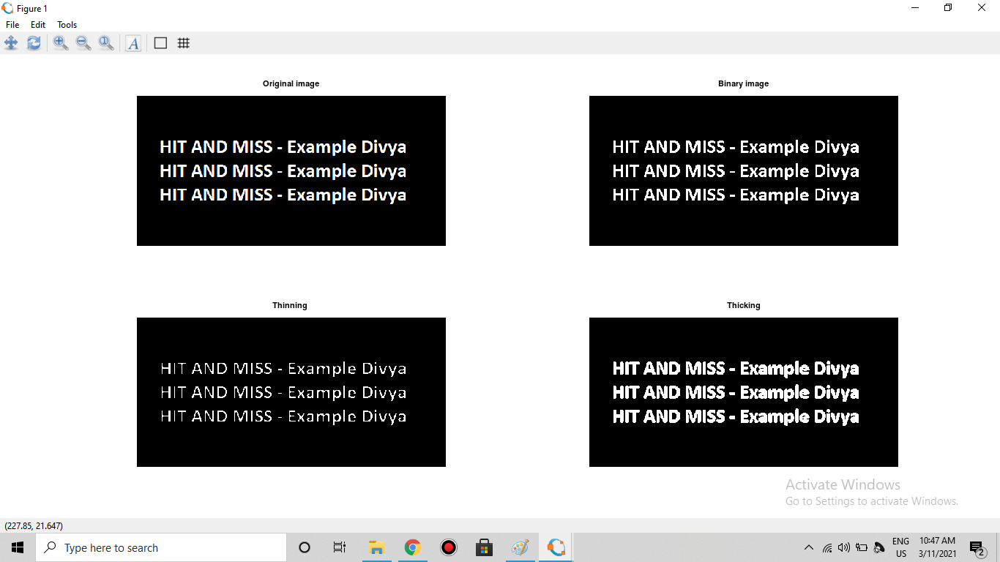 Figure 1
File Edit Tools
A
Original image
HIT AND MISS - Example Divya
HIT AND MISS - Example Divya
HIT AND MISS - Example Divya
Binary image
HIT AND MISS - Example Divya
HIT AND MISS - Example Divya
HIT AND MISS - Example Divya
Thinning
HIT AND MISS - Example Divya
HIT AND MISS - Example Divya
HIT AND MISS - Example Divya
Thicking
HIT AND MISS - Example Divya
HIT AND MISS - Example Divya
HIT AND MISS - Example Divya
Activate Windows
Go to Settings to activate Windows.
(227.85, 21.647)
Type here to search
ENG
US
10:47 AM
3/11/2021
2